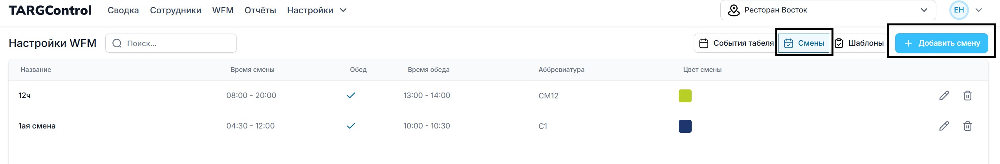 TARGControl Сводка Сотрудники WFM Отчёты Настройки Ресторан Восток EH
Настройки WFM Поиск... События табеля Смены Шаблоны + Добавить смену
Название Время смены Обед Время обеда Аббревиатура Цвет смены
12ч 08:00 - 20:00 13:00 - 14:00 СМ12
1ая смена 04:30 - 12:00 10:00 - 10:30 С1